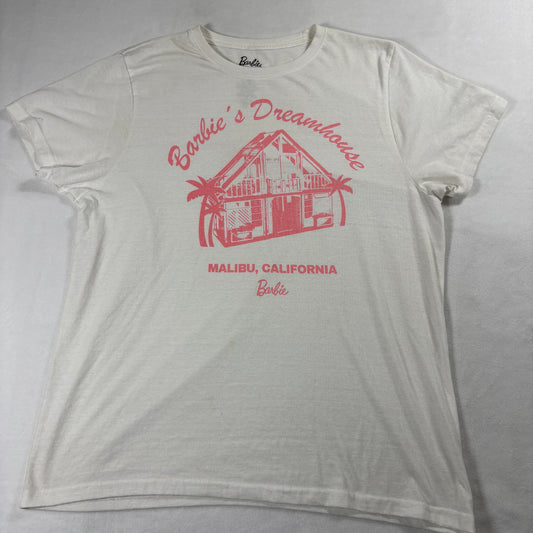 Barbie
Barbie's Dreamhouse
MALIBU, CALIFORNIA
Barbie